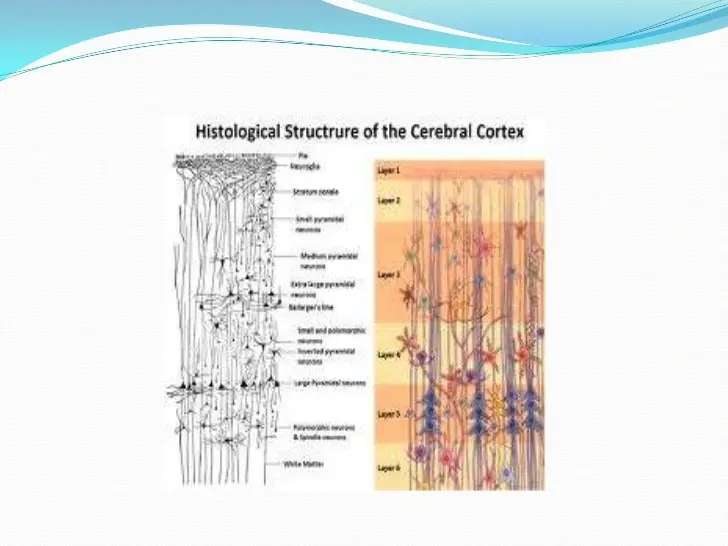 Histological Structrure of the Cerebral Cortex
Pia
Neuroglia
Stratum zonale
Small pyramidal
neurons
Medium pyramidal
neurons
Extra large pyramidal
neurons
Baillarger's line
Small and polymorphic
neurons
Inverted pyramidal
neurons
Large Pyramidal neurons
Polymorphic neurons
& Spindle neurons
White Matter
Layer 1
Layer 2
Layer 3
Layer 4
Layer 5
Layer 6